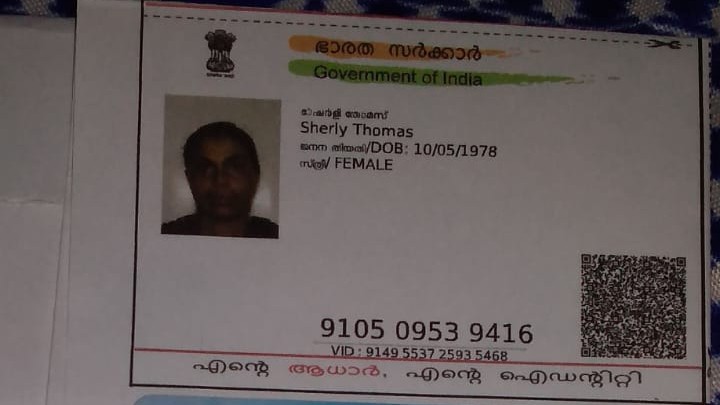 ഭാരത സർക്കാർ
Government of India
ഷേർളി തോമസ്
Sherly Thomas
ജനന തിയതി/DOB: 10/05/1978
സ്ത്രീ/ FEMALE
9105 0953 9416
VID : 9149 5537 2593 5468
എന്റെ ആധാർ, എന്റെ ഐഡന്റിറ്റി